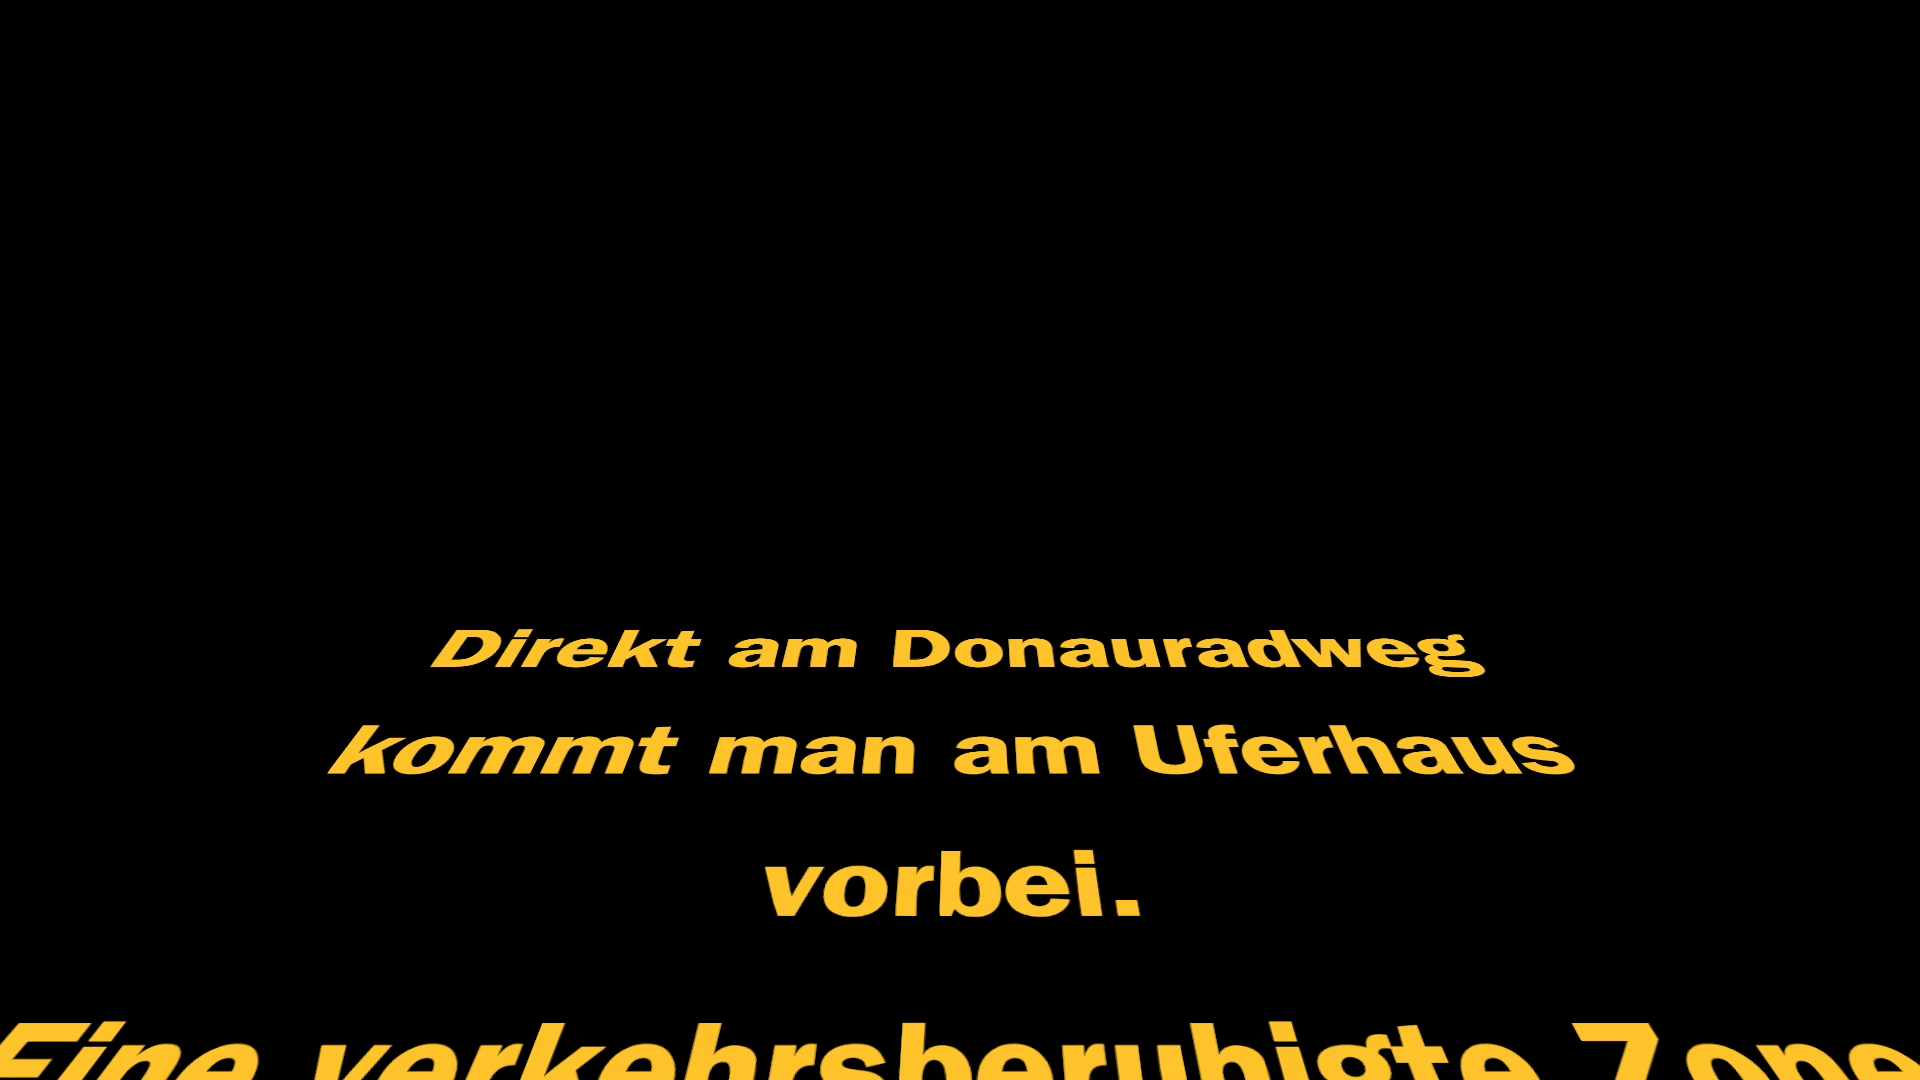 Direkt am Donauradweg
kommt man am Uferhaus
vorbei.
Eine verkehrsberuhigte Zone